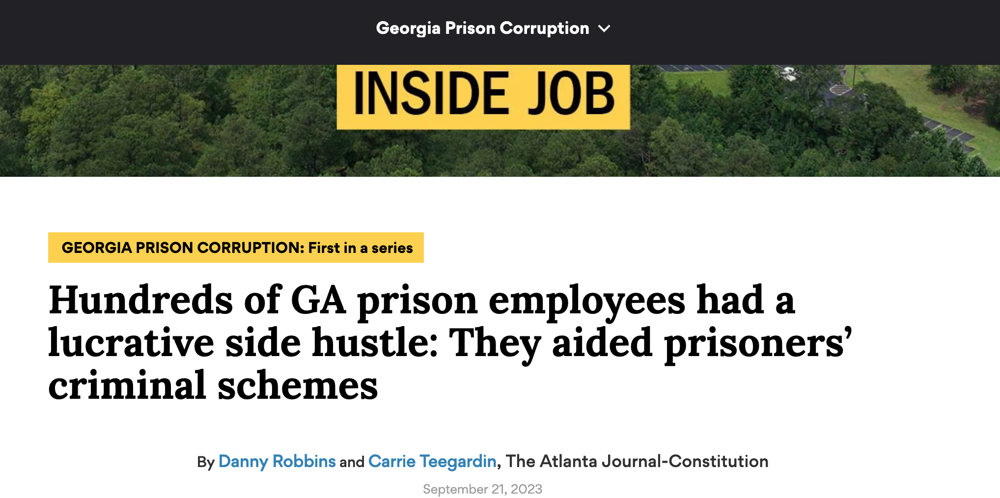 Georgia Prison Corruption
INSIDE JOB
GEORGIA PRISON CORRUPTION: First in a series
Hundreds of GA prison employees had a
lucrative side hustle: They aided prisoners’
criminal schemes
By Danny Robbins and Carrie Teegardin, The Atlanta Journal-Constitution
September 21, 2023